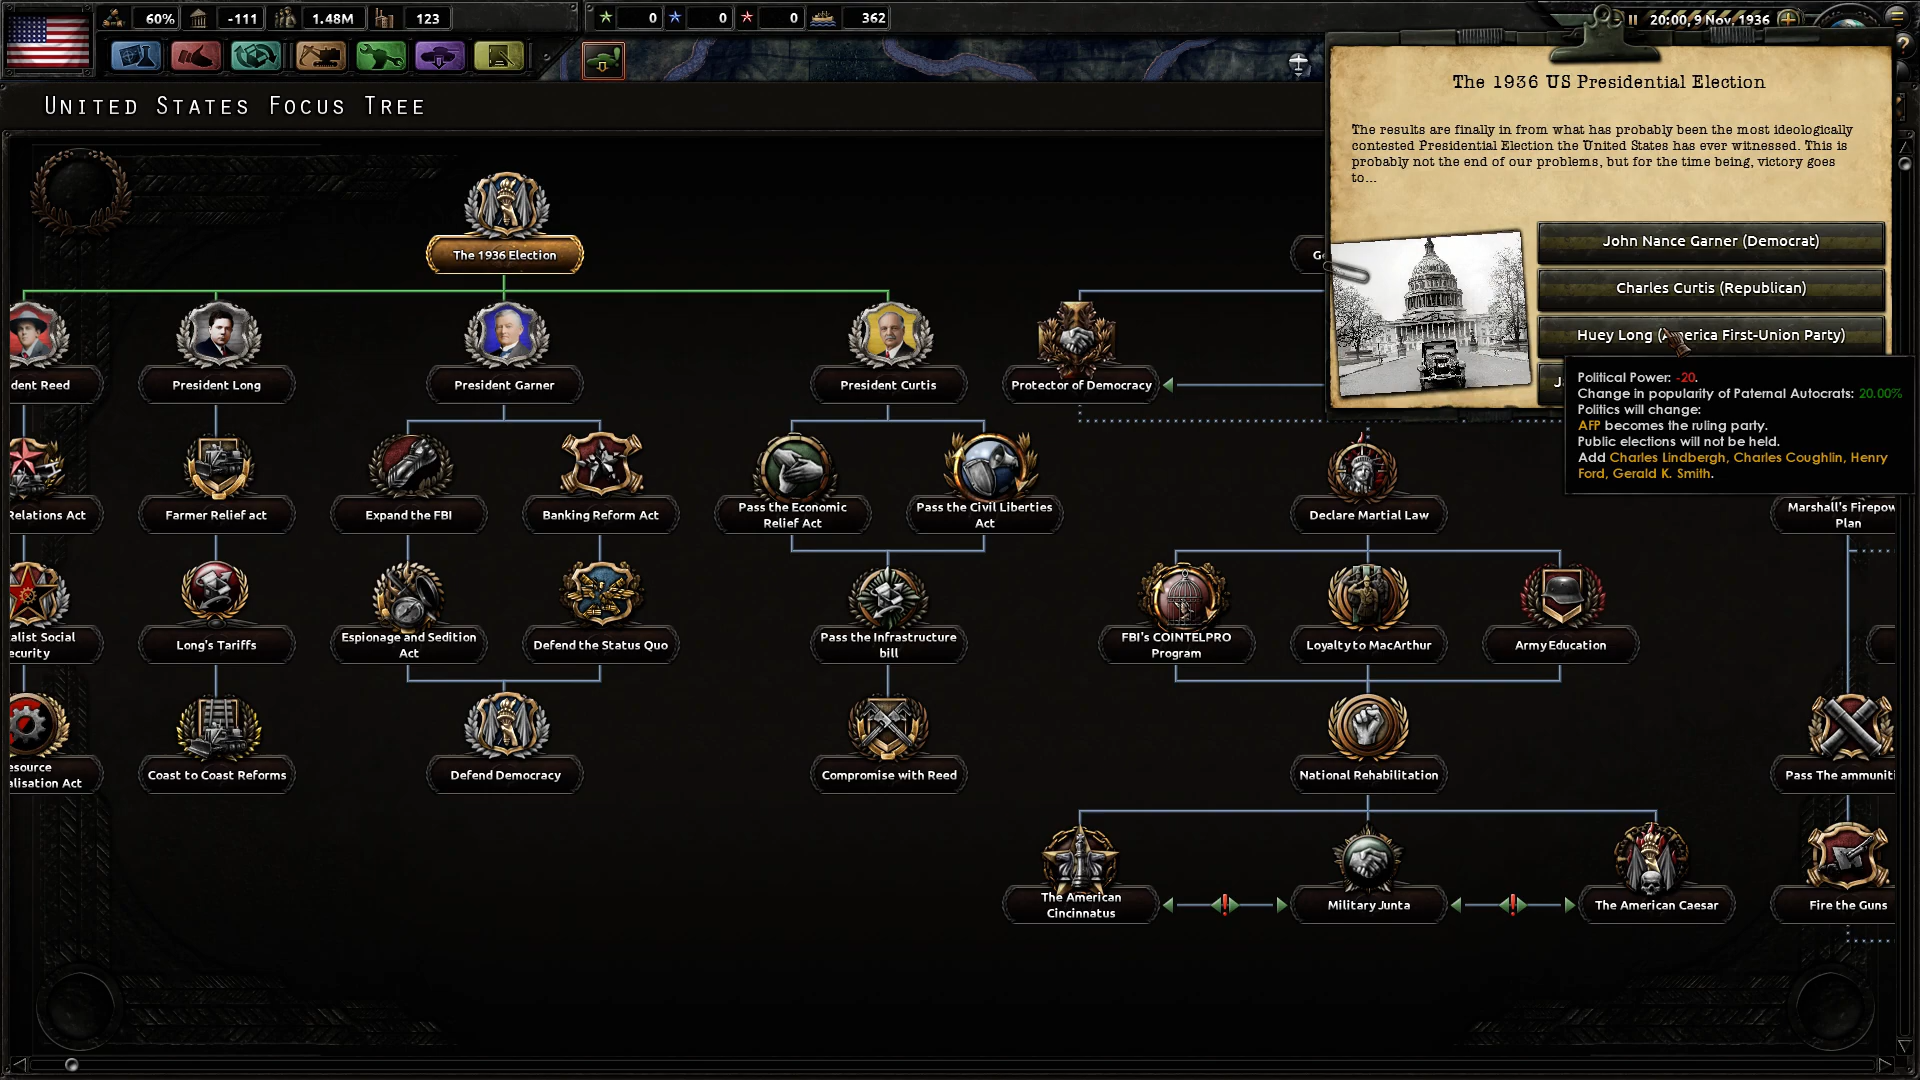 60%
-111
1.48M
123
0
0
0
362
20:00, 9 Nov, 1936
?
UNITED STATES FOCUS TREE
The 1936 US Presidential Election
The results are finally in from what has probably been the most ideologically
contested Presidential Election the United States has ever witnessed. This is
probably not the end of our problems, but for the time being, victory goes
to...
John Nance Garner (Democrat)
Charles Curtis (Republican)
Huey Long (America First-Union Party)
Political Power: -20.
Change in popularity of Paternal Autocrats: 20.00%
Politics will change:
AFP becomes the ruling party.
Public elections will not be held.
Add Charles Lindbergh, Charles Coughlin, Henry
Ford, Gerald K. Smith.
The 1936 Election
dent Reed
President Long
President Garner
President Curtis
Protector of Democracy
Relations Act
Farmer Relief act
Expand the FBI
Banking Reform Act
Pass the Economic
Relief Act
Pass the Civil Liberties
Act
Declare Martial Law
Marshall's Firepow
Plan
alist Social
ecurity
Long's Tariffs
Espionage and Sedition
Act
Defend the Status Quo
Pass the Infrastructure
bill
FBI's COINTELPRO
Program
Loyalty to MacArthur
Army Education
esource
alisation Act
Coast to Coast Reforms
Defend Democracy
Compromise with Reed
National Rehabilitation
Pass The ammuniti
The American
Cincinnatus
Military Junta
The American Caesar
Fire the Guns